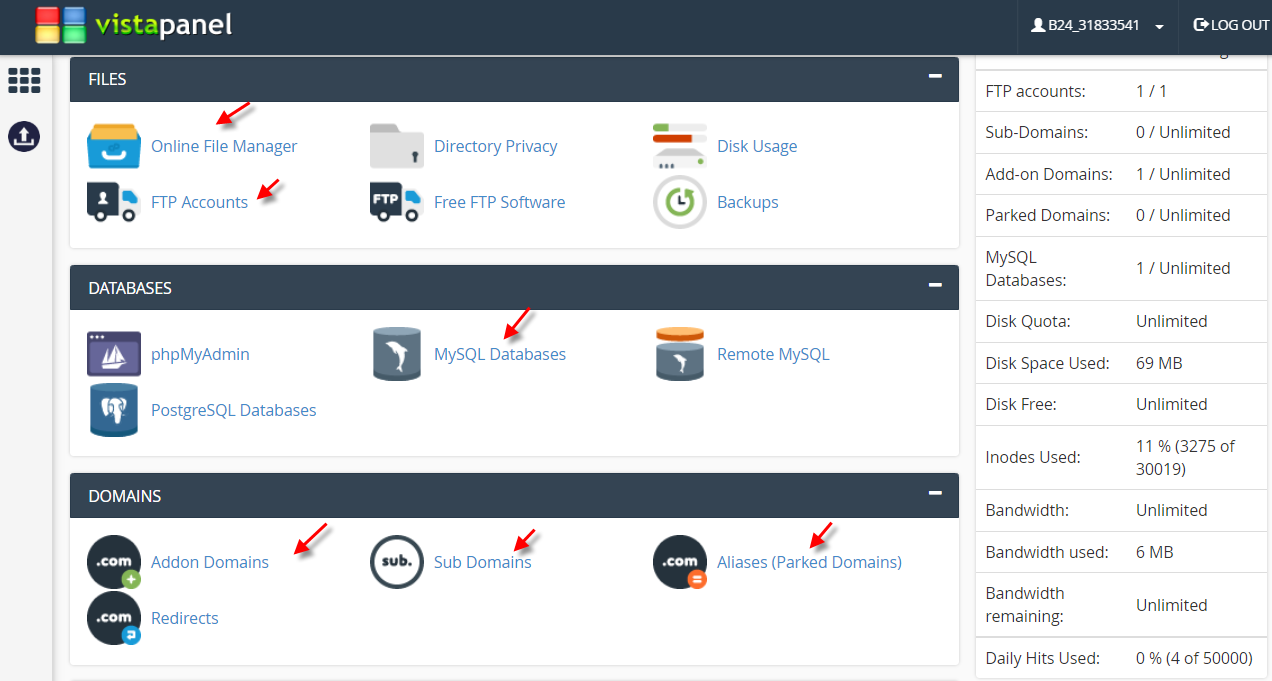 vistapanel
B24_31833541
LOG OUT
FILES
Online File Manager
Directory Privacy
Disk Usage
FTP Accounts
FTP
Free FTP Software
Backups
DATABASES
phpMyAdmin
MySQL Databases
Remote MySQL
PostgreSQL Databases
DOMAINS
.com
Addon Domains
sub.
Sub Domains
.com
Aliases (Parked Domains)
.com
Redirects
FTP accounts: 1 / 1
Sub-Domains: 0 / Unlimited
Add-on Domains: 1 / Unlimited
Parked Domains: 0 / Unlimited
MySQL
Databases: 1 / Unlimited
Disk Quota: Unlimited
Disk Space Used: 69 MB
Disk Free: Unlimited
Inodes Used: 11 % (3275 of
30019)
Bandwidth: Unlimited
Bandwidth used: 6 MB
Bandwidth
remaining: Unlimited
Daily Hits Used: 0 % (4 of 50000)